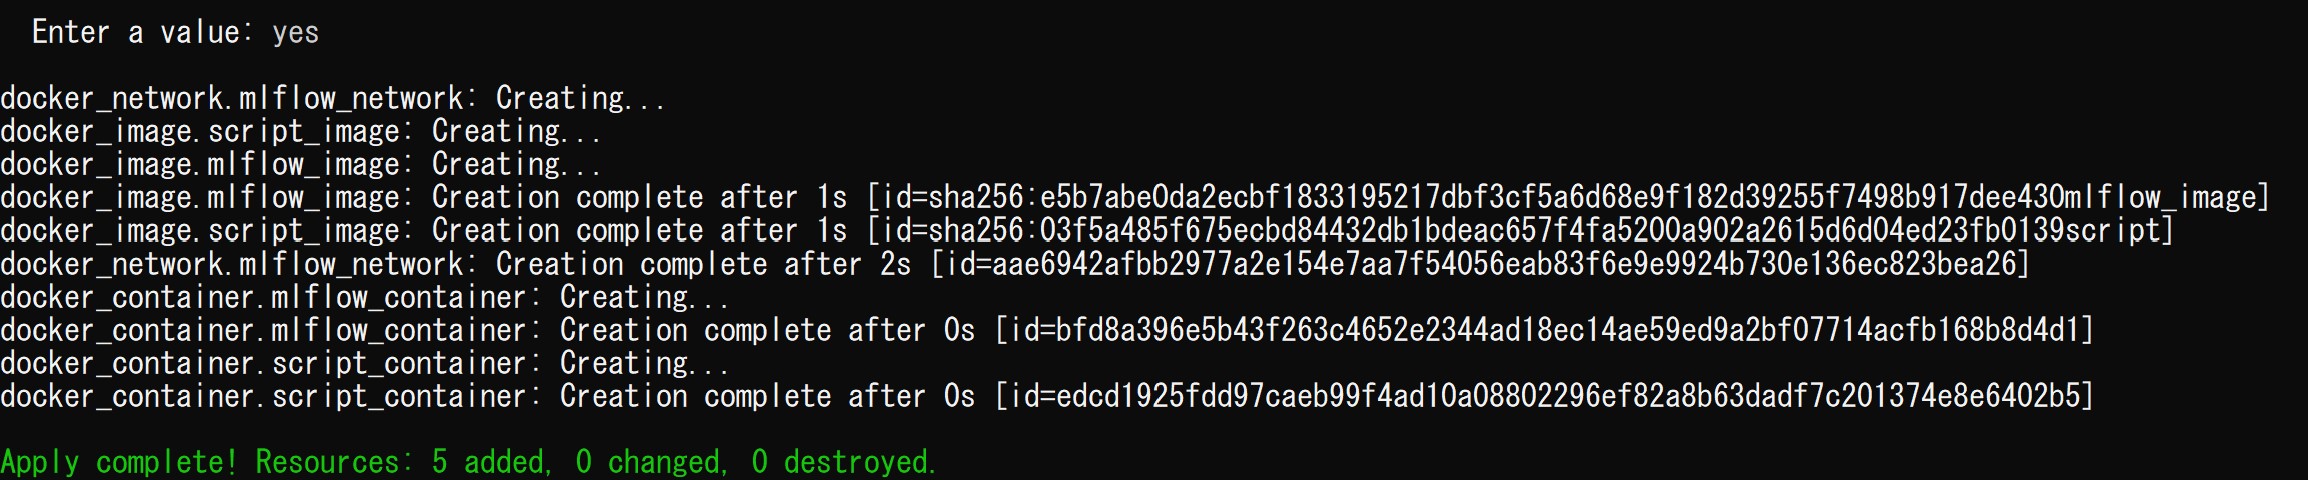 Enter a value: yes
docker_network.mlflow_network: Creating...
docker_image.script_image: Creating...
docker_image.mlflow_image: Creating...
docker_image.mlflow_image: Creation complete after 1s [id=sha256:e5b7abe0da2ecbf1833195217dbf3cf5a6d68e9f182d39255f7498b917dee430mlflow_image]
docker_image.script_image: Creation complete after 1s [id=sha256:03f5a485f675ecbd84432db1bdeac657f4fa5200a902a2615d6d04ed23fb0139script]
docker_network.mlflow_network: Creation complete after 2s [id=aae6942afbb2977a2e154e7aa7f54056eab83f6e9e9924b730e136ec823bea26]
docker_container.mlflow_container: Creating...
docker_container.mlflow_container: Creation complete after 0s [id=bfd8a396e5b43f263c4652e2344ad18ec14ae59ed9a2bf07714acfb168b8d4d1]
docker_container.script_container: Creating...
docker_container.script_container: Creation complete after 0s [id=edcd1925fdd97caeb99f4ad10a08802296ef82a8b63dadf7c201374e8e6402b5]
Apply complete! Resources: 5 added, 0 changed, 0 destroyed.